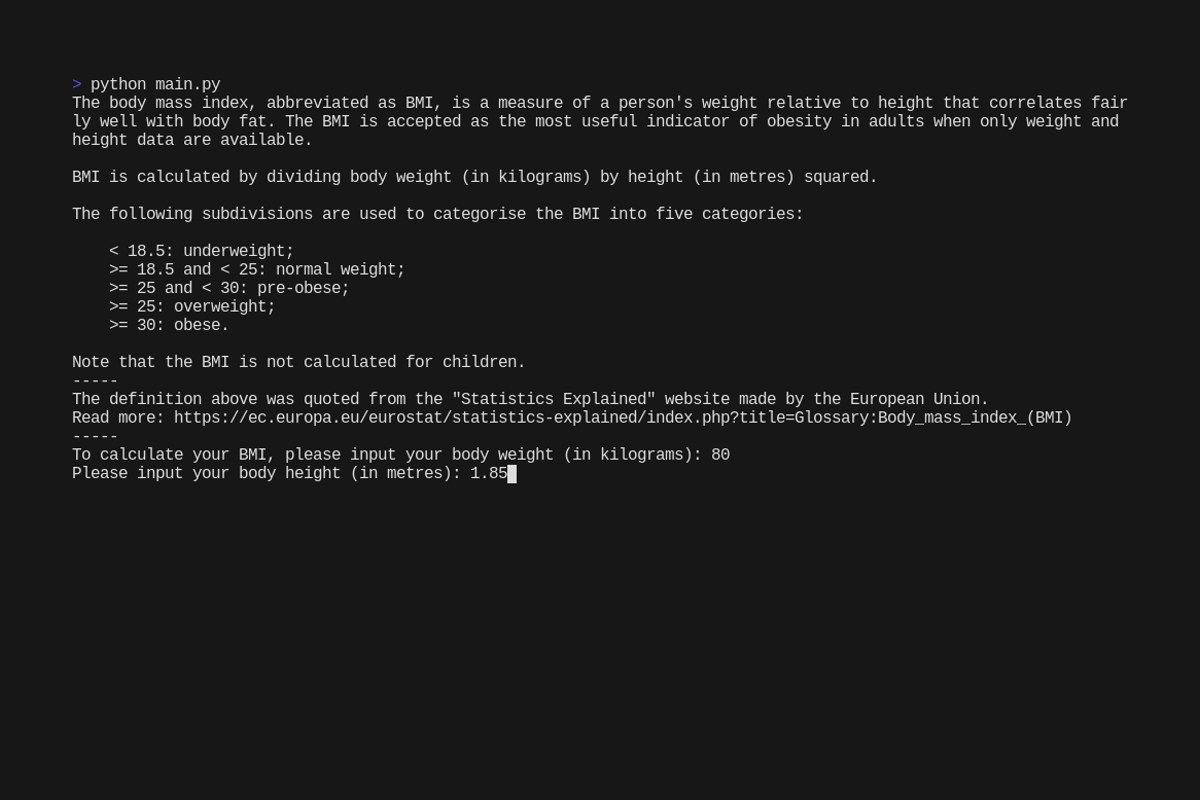 > python main.py
The body mass index, abbreviated as BMI, is a measure of a person's weight relative to height that correlates fair
ly well with body fat. The BMI is accepted as the most useful indicator of obesity in adults when only weight and
height data are available.
BMI is calculated by dividing body weight (in kilograms) by height (in metres) squared.
The following subdivisions are used to categorise the BMI into five categories:
< 18.5: underweight;
>= 18.5 and < 25: normal weight;
>= 25 and < 30: pre-obese;
>= 25: overweight;
>= 30: obese.
Note that the BMI is not calculated for children.
-----
The definition above was quoted from the "Statistics Explained" website made by the European Union.
Read more: https://ec.europa.eu/eurostat/statistics-explained/index.php?title=Glossary:Body_mass_index_(BMI)
-----
To calculate your BMI, please input your body weight (in kilograms): 80
Please input your body height (in metres): 1.85